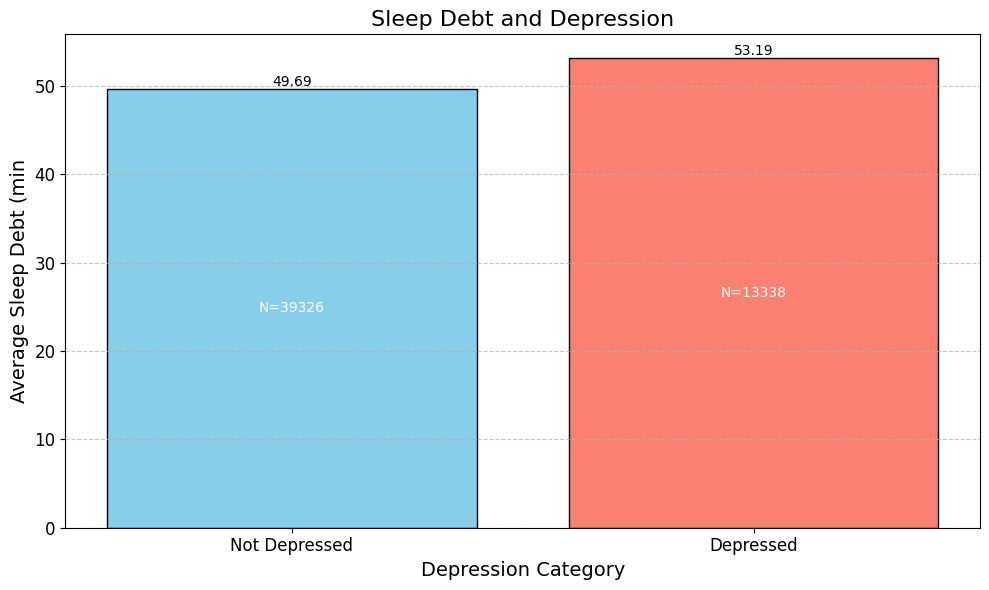 Sleep Debt and Depression
Average Sleep Debt (min
50
40
30
20
10
0
49.69
53.19
N=39326
N=13338
Not Depressed
Depressed
Depression Category